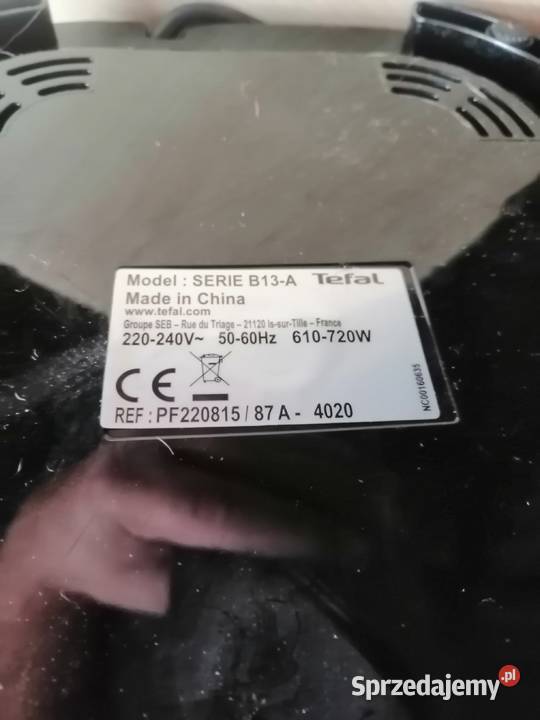 Model : SERIE B13-A Tefal
Made in China
www.tefal.com
Groupe SEB – Rue du Triage – 21120 Is-sur-Tille – France
220-240V~ 50-60Hz 610-720W
CE
REF : PF220815 / 87 A - 4020
NC00160635
Sprzedajemy.pl